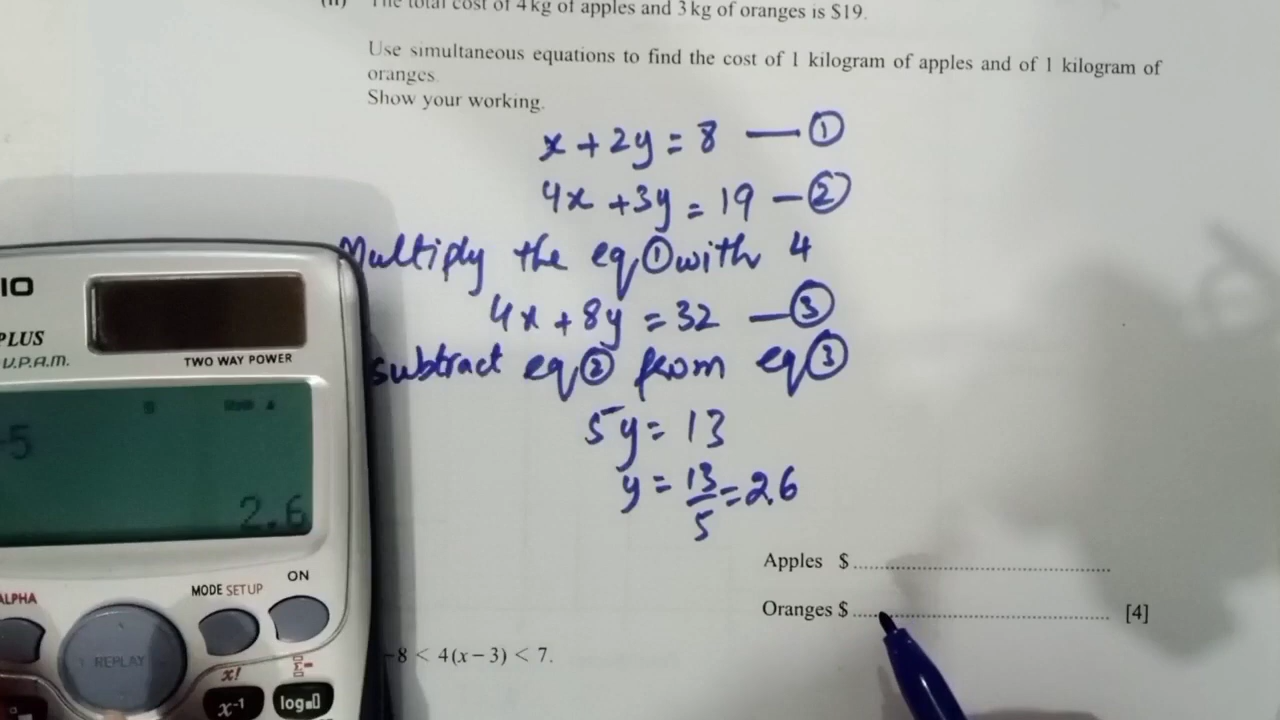 (ii) The total cost of 4 kg of apples and 3 kg of oranges is $19.
Use simultaneous equations to find the cost of 1 kilogram of apples and of 1 kilogram of
oranges.
Show your working.
x + 2y = 8 — ①
4x + 3y = 19 — ②
Multiply the eq ① with 4
4x + 8y = 32 — ③
subtract eq ② from eq ③
5y = 13
y = 13/5 = 2.6
Apples $
Oranges $ [4]
-8 < 4(x – 3) < 7.
IO
PLUS
V.P.A.M.
TWO WAY POWER
Math
5
2.6
ON
MODE SETUP
ALPHA
REPLAY
x!
x⁻¹
log